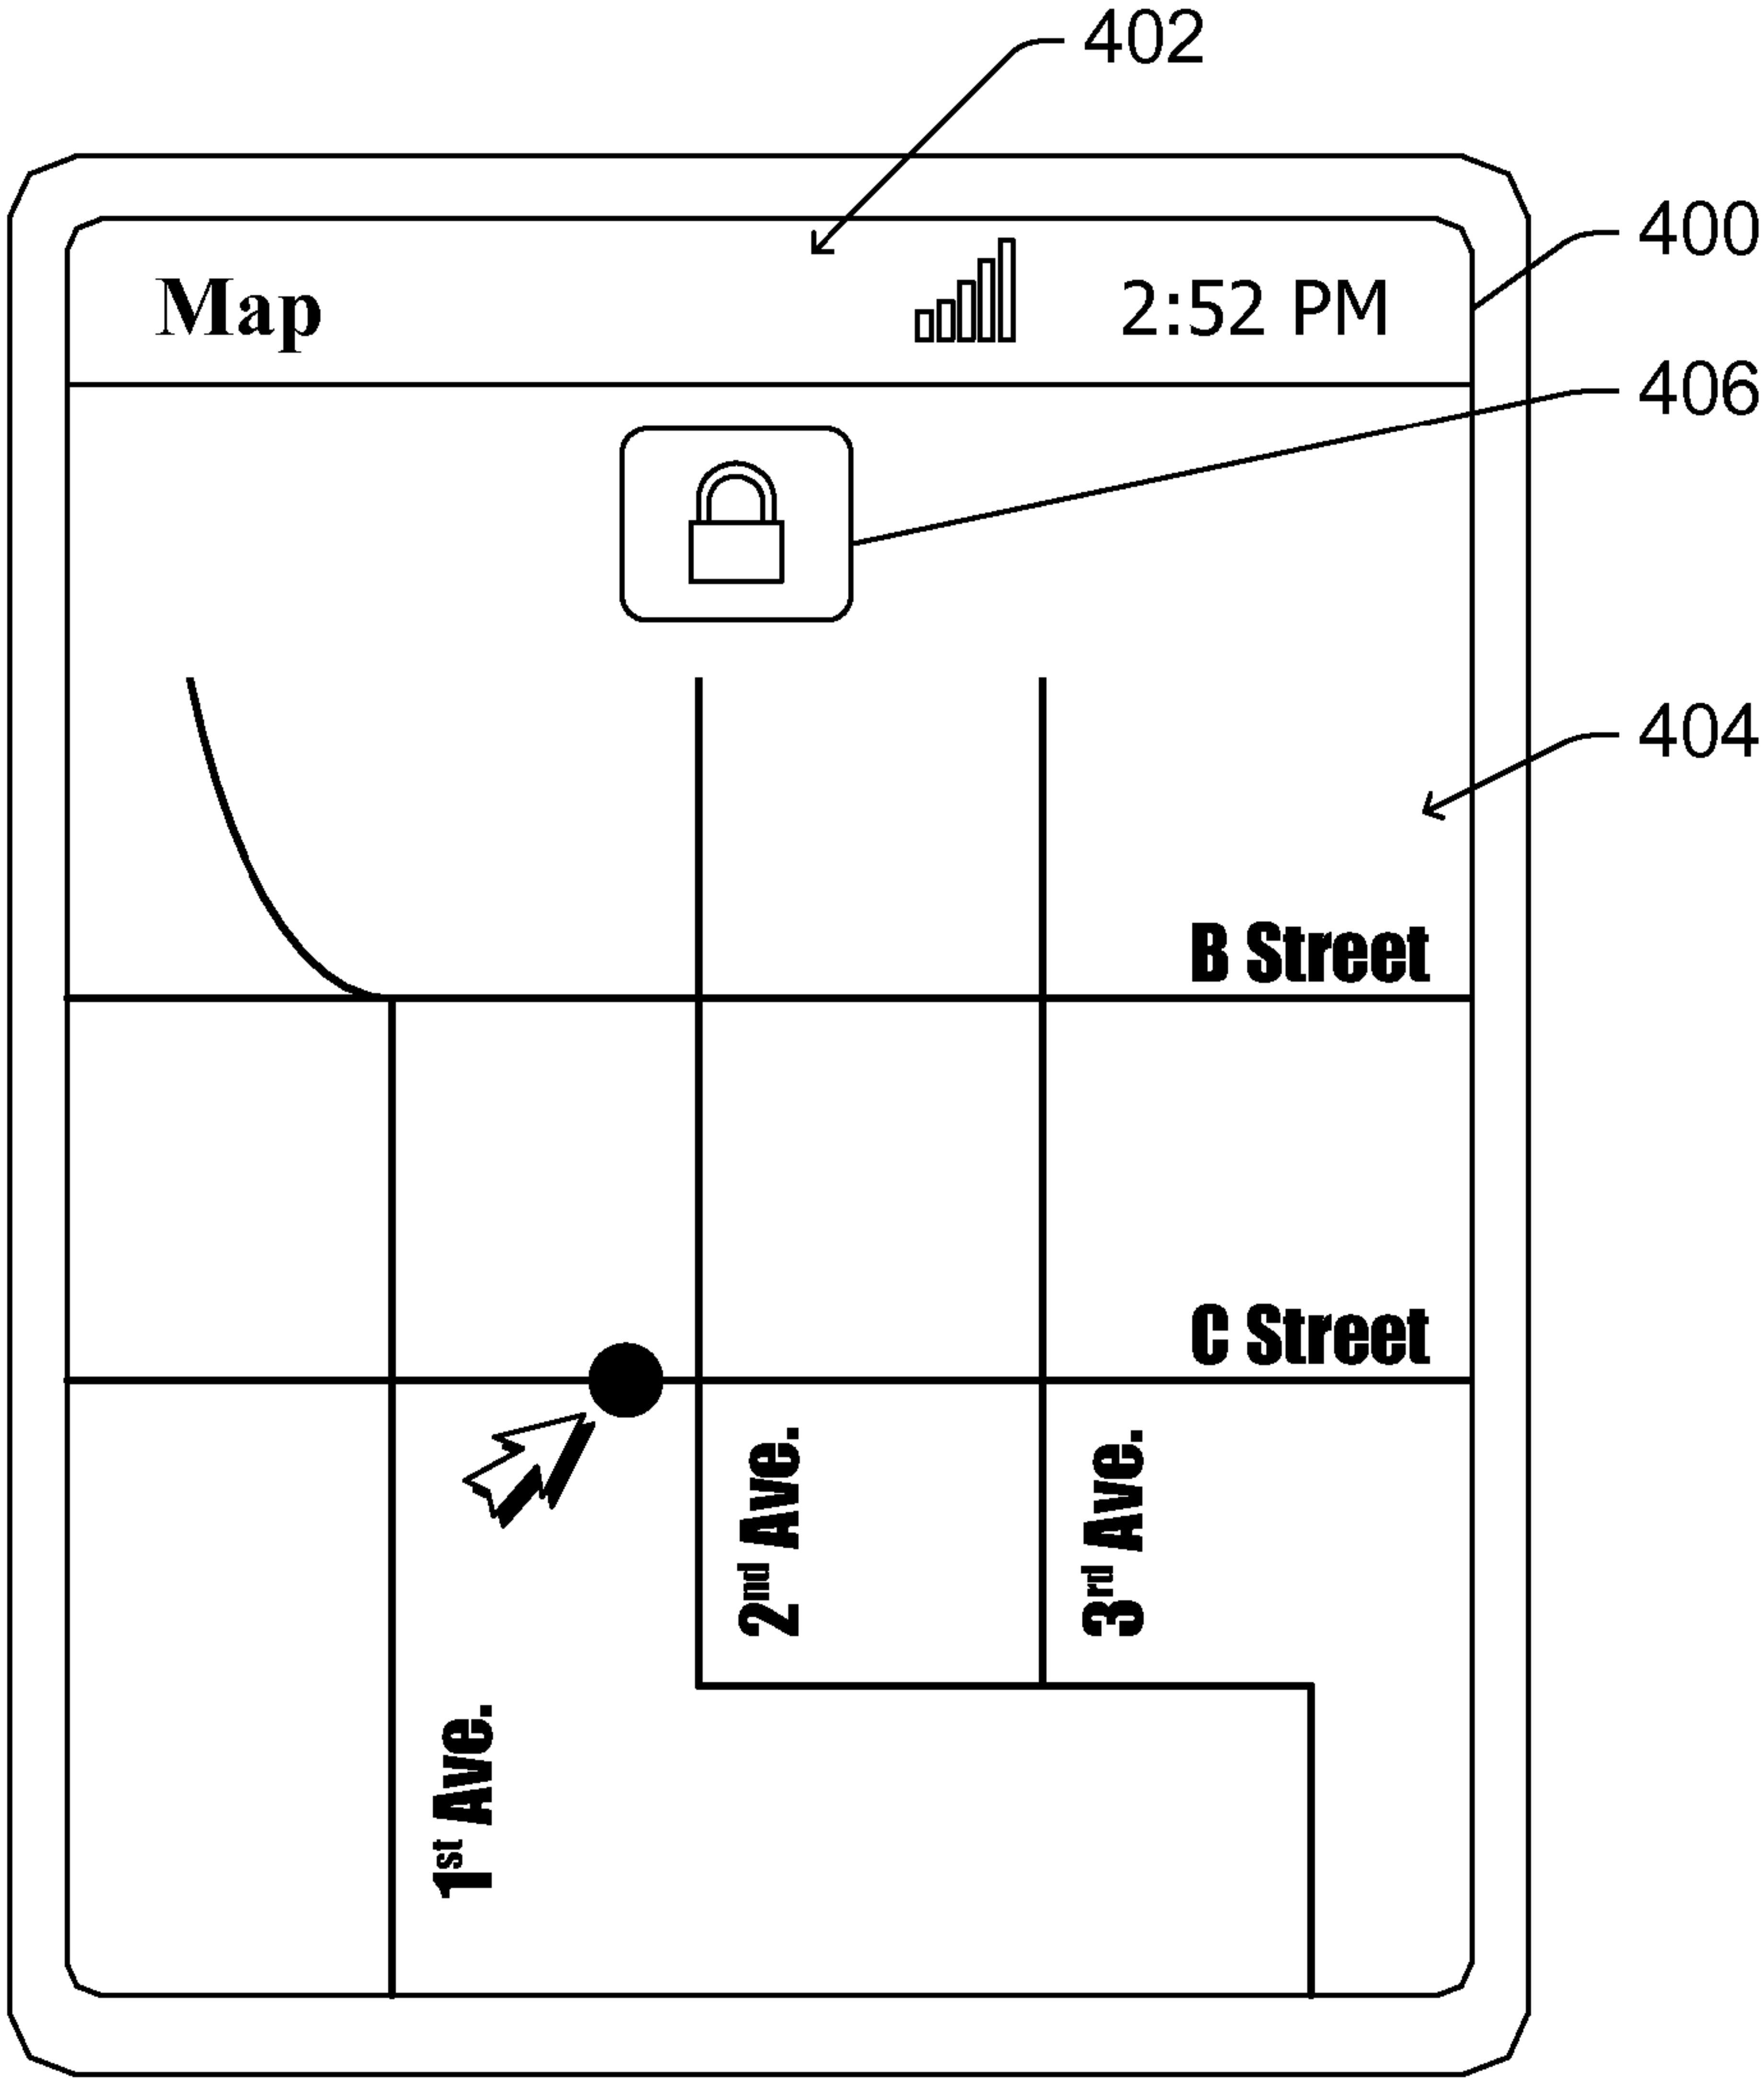 402
400
Map 2:52 PM
406
404
B Street
C Street
2nd Ave.
3rd Ave.
1st Ave.